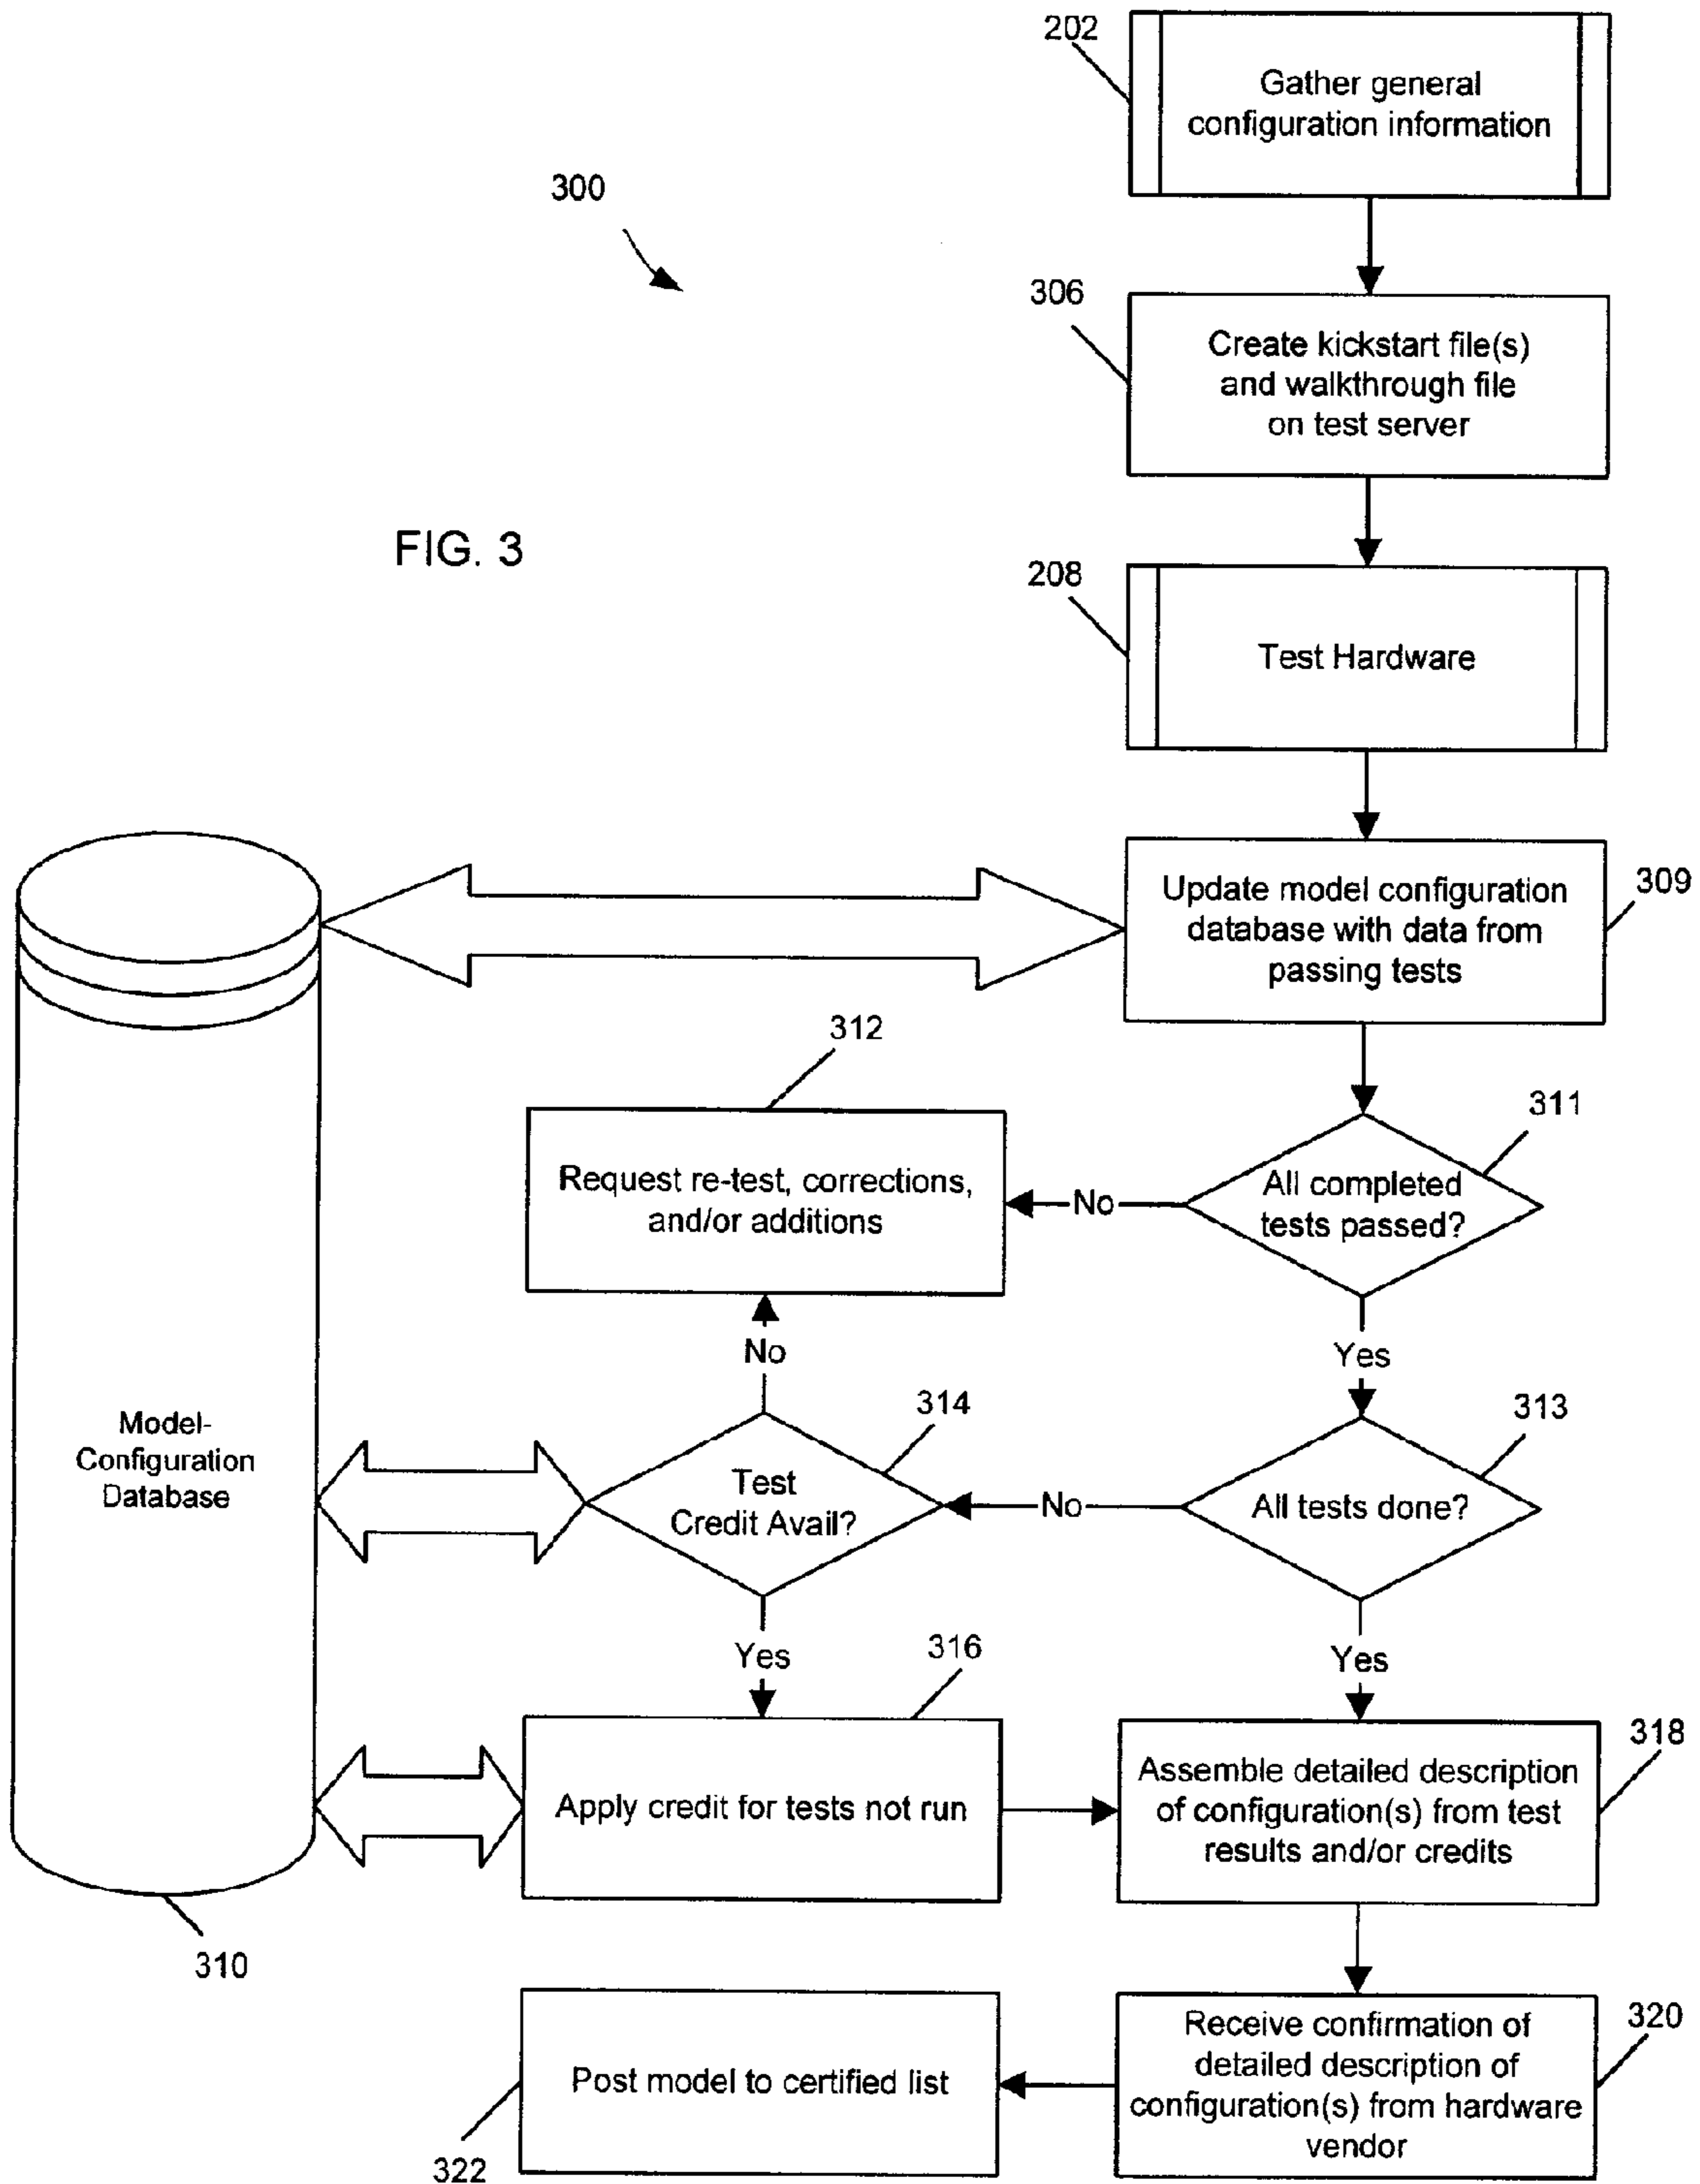 202
Gather general
configuration information
300
306
Create kickstart file(s)
and walkthrough file
on test server
FIG. 3
208
Test Hardware
Update model configuration
database with data from
passing tests
309
312
311
Request re-test, corrections,
and/or additions
No
All completed
tests passed?
No
Yes
Model-
Configuration
Database
314
313
Test
Credit Avail?
No
All tests done?
Yes
316
Yes
318
Apply credit for tests not run
Assemble detailed description
of configuration(s) from test
results and/or credits
310
320
Post model to certified list
Receive confirmation of
detailed description of
configuration(s) from hardware
vendor
322